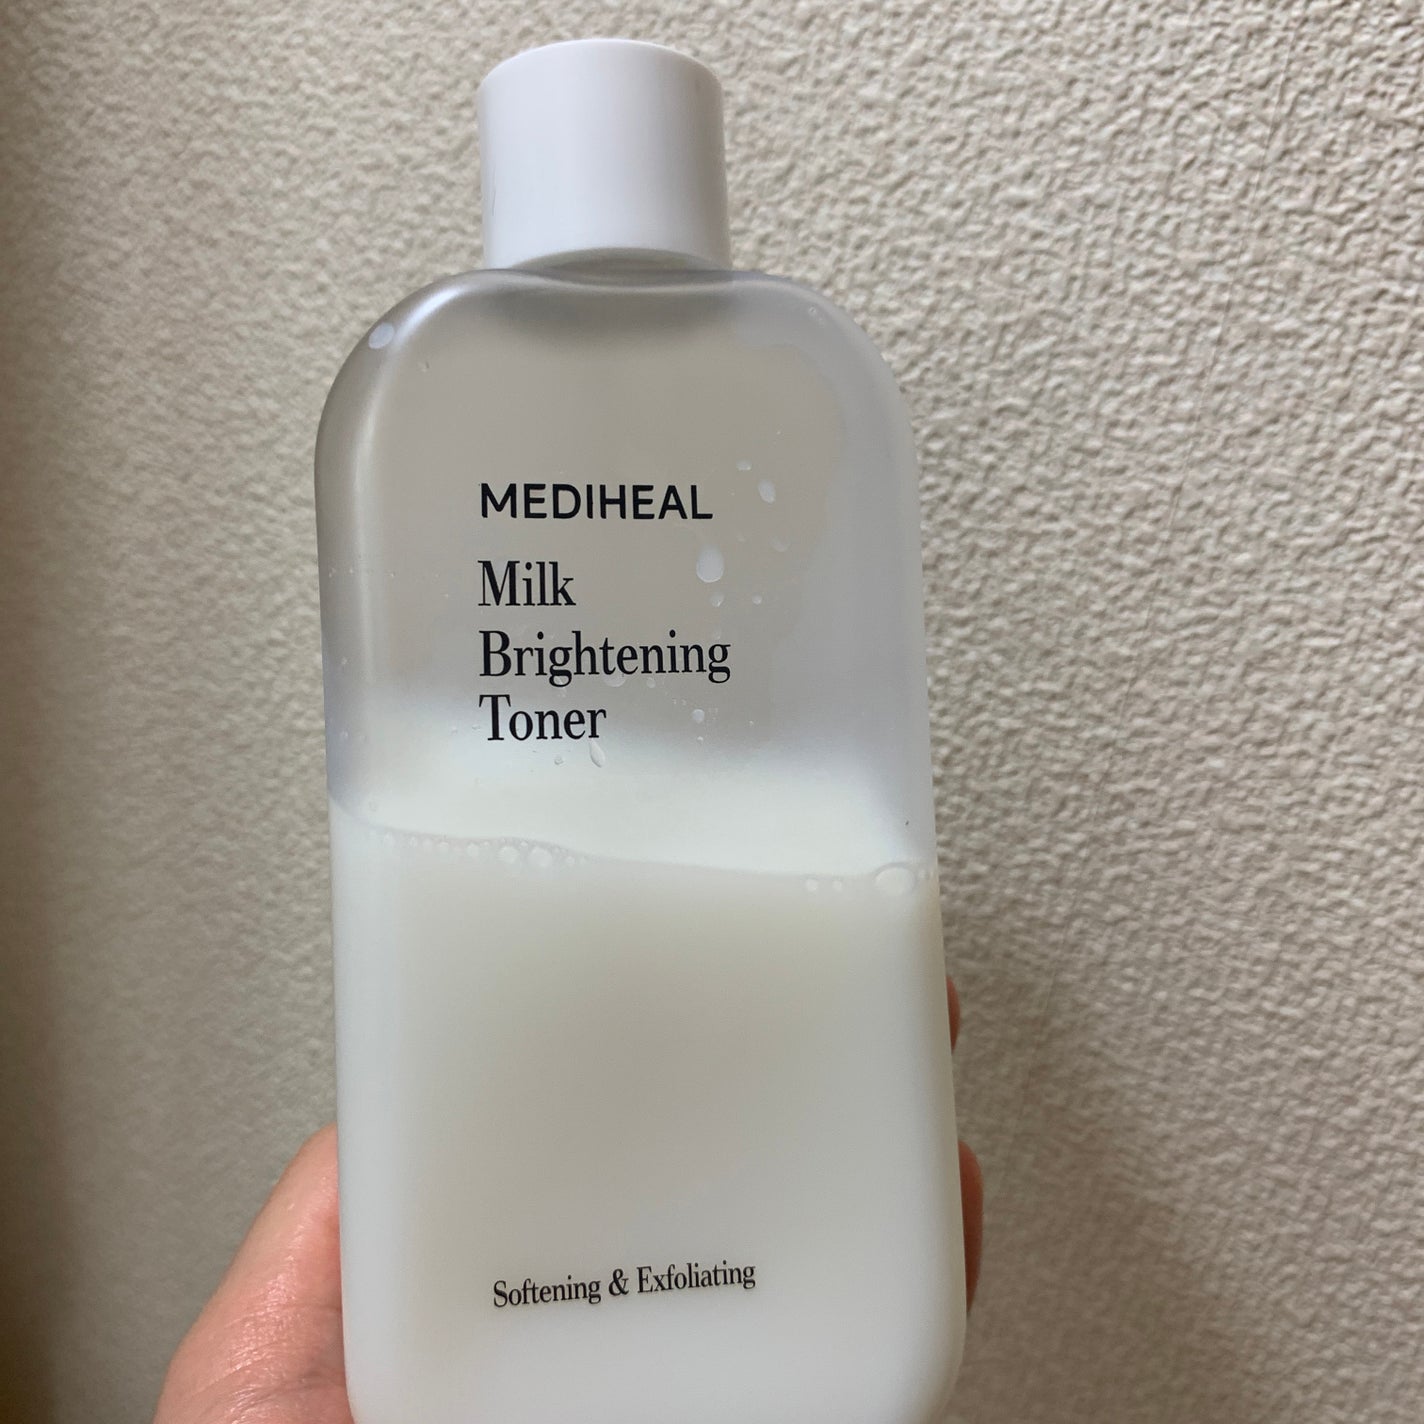 MEDIHEAL
Milk
Brightening
Toner
Softening & Exfoliating